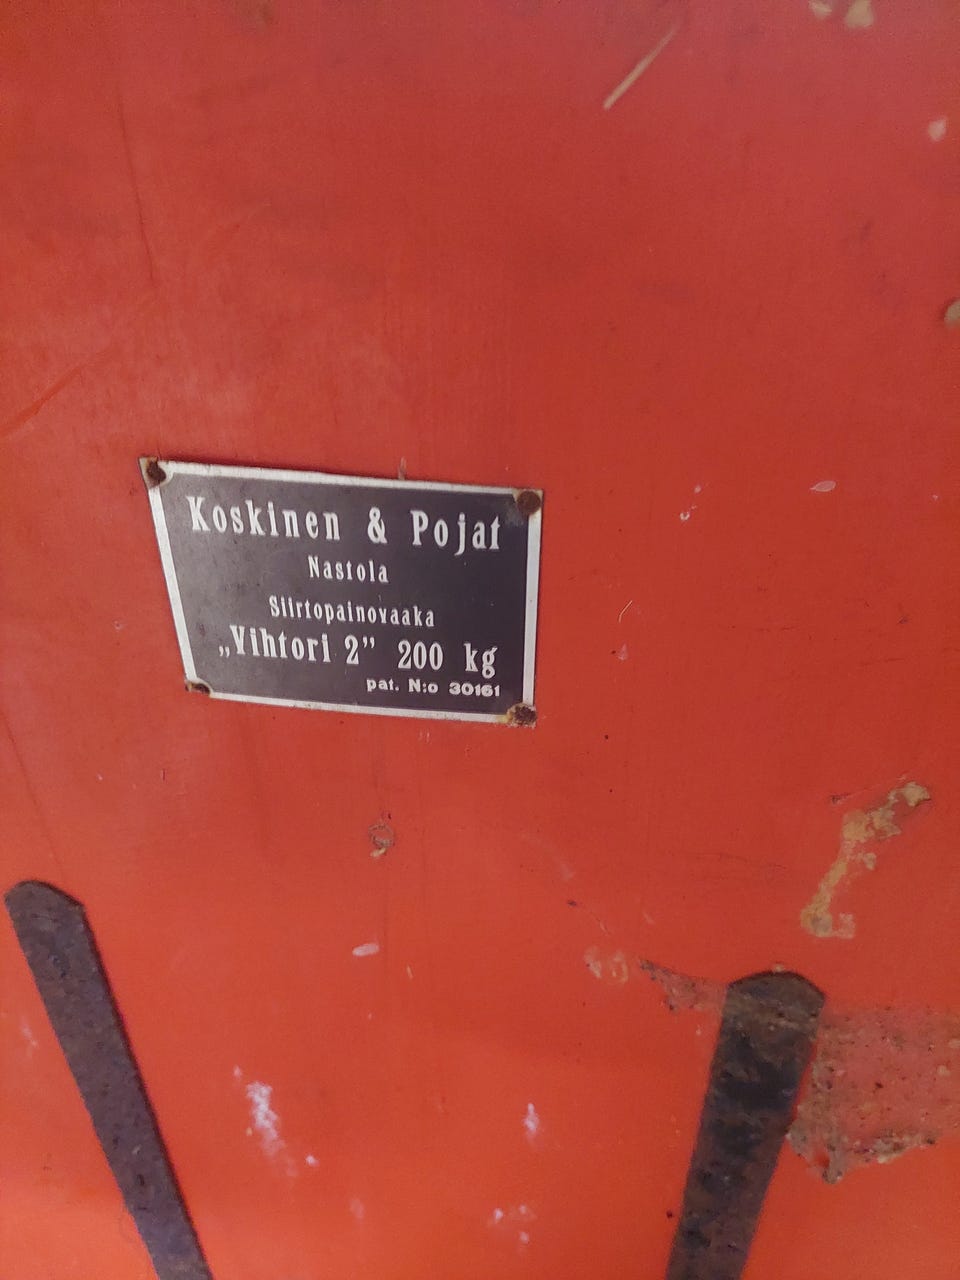 Koskinen & Pojat
Nastola
Siirtopainovaaka
„Vihtori 2” 200 kg
pat. N:o 30161